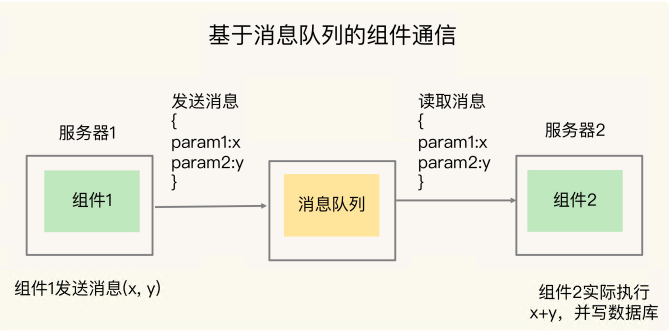 基于消息队列的组件通信
发送消息
{
param1:x
param2:y
}
读取消息
{
param1:x
param2:y
}
服务器1
服务器2
组件1
消息队列
组件2
组件1发送消息(x, y)
组件2实际执行
x+y，并写数据库